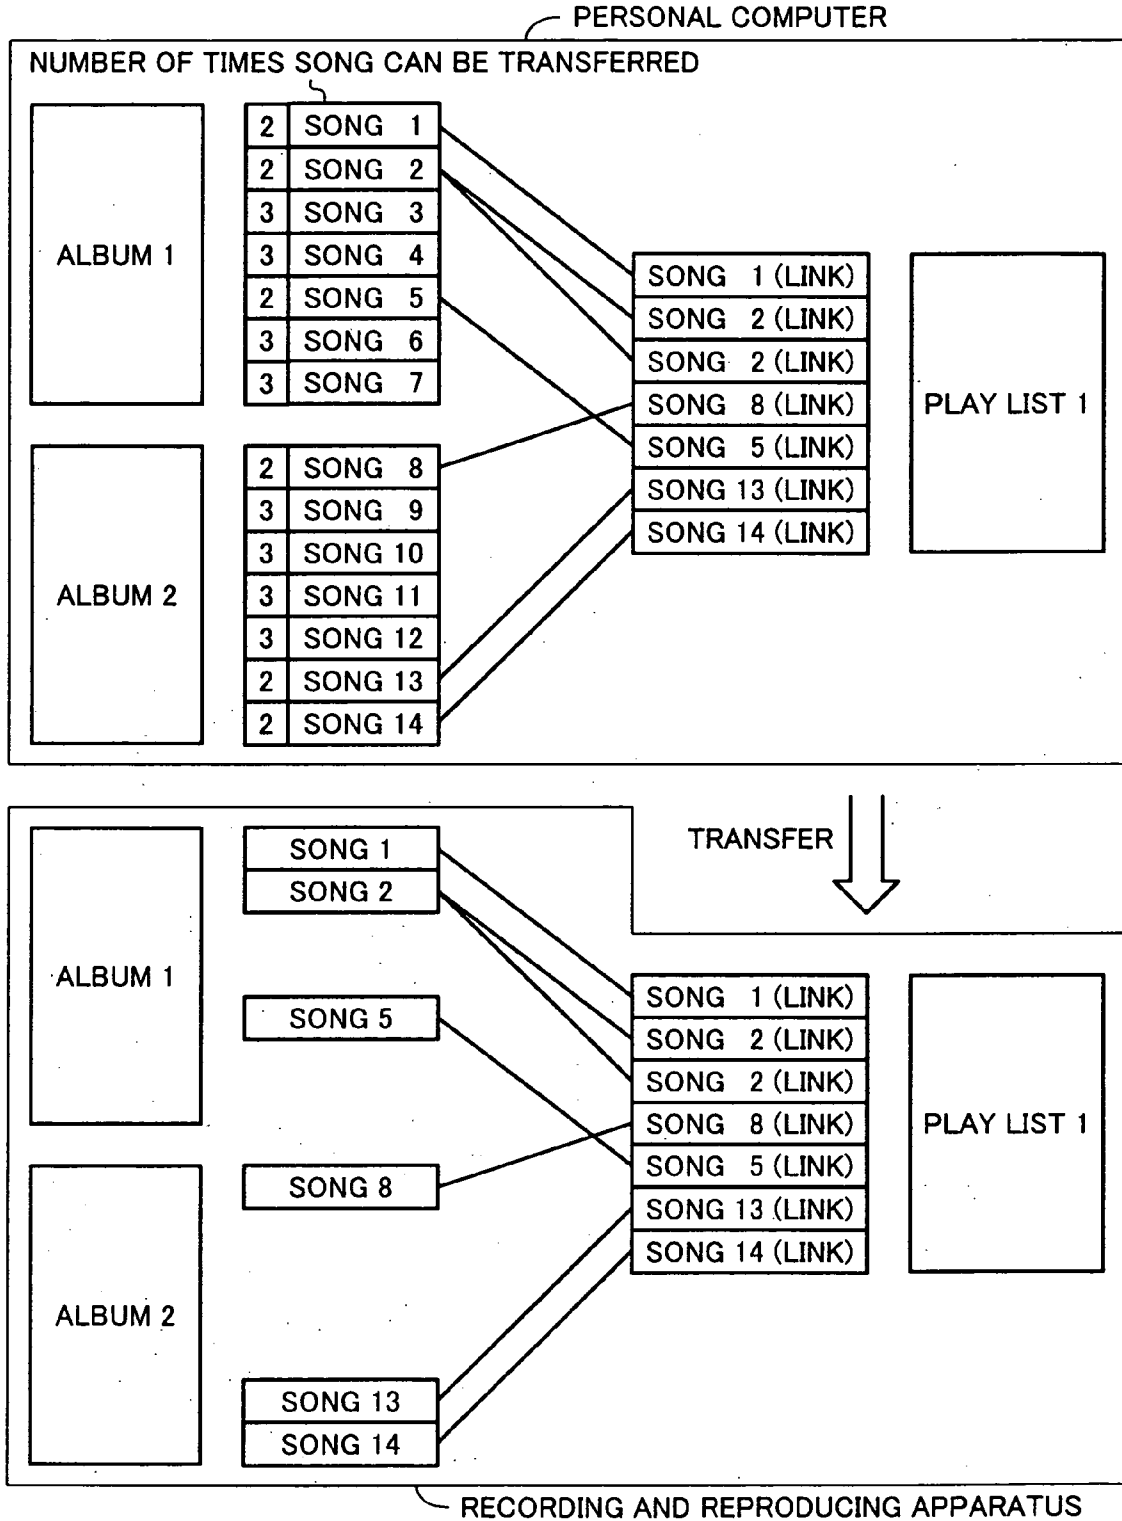 PERSONAL COMPUTER
NUMBER OF TIMES SONG CAN BE TRANSFERRED
ALBUM 1
2 SONG 1
2 SONG 2
3 SONG 3
3 SONG 4
2 SONG 5
3 SONG 6
3 SONG 7
ALBUM 2
2 SONG 8
3 SONG 9
3 SONG 10
3 SONG 11
3 SONG 12
2 SONG 13
2 SONG 14
SONG 1 (LINK)
SONG 2 (LINK)
SONG 2 (LINK)
SONG 8 (LINK)
SONG 5 (LINK)
SONG 13 (LINK)
SONG 14 (LINK)
PLAY LIST 1
TRANSFER
ALBUM 1
SONG 1
SONG 2
SONG 5
ALBUM 2
SONG 8
SONG 13
SONG 14
SONG 1 (LINK)
SONG 2 (LINK)
SONG 2 (LINK)
SONG 8 (LINK)
SONG 5 (LINK)
SONG 13 (LINK)
SONG 14 (LINK)
PLAY LIST 1
RECORDING AND REPRODUCING APPARATUS